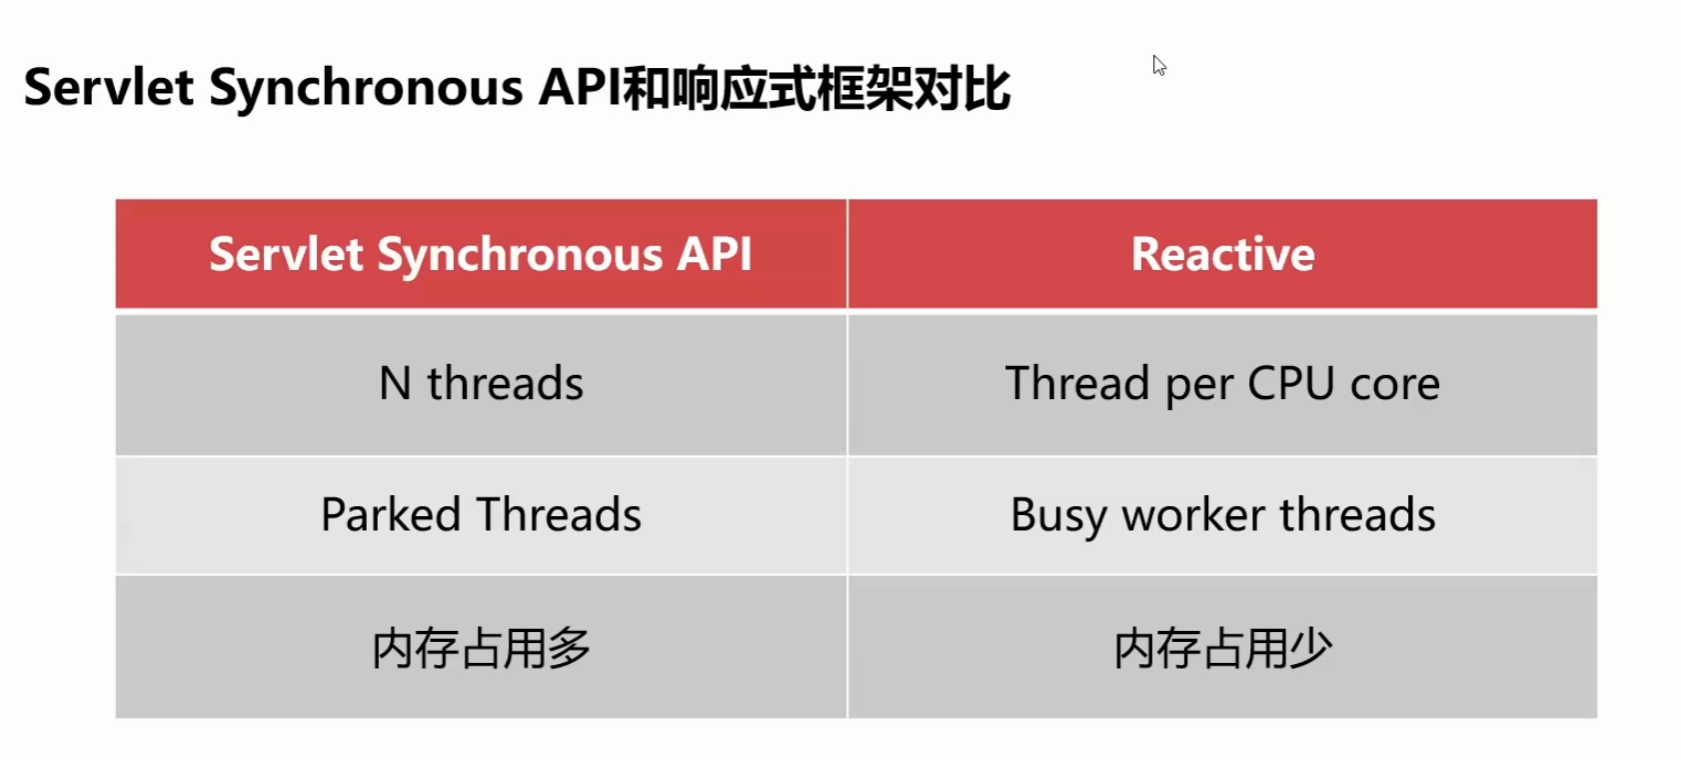 Servlet Synchronous API和响应式框架对比
Servlet Synchronous API
Reactive
N threads
Thread per CPU core
Parked Threads
Busy worker threads
内存占用多
内存占用少